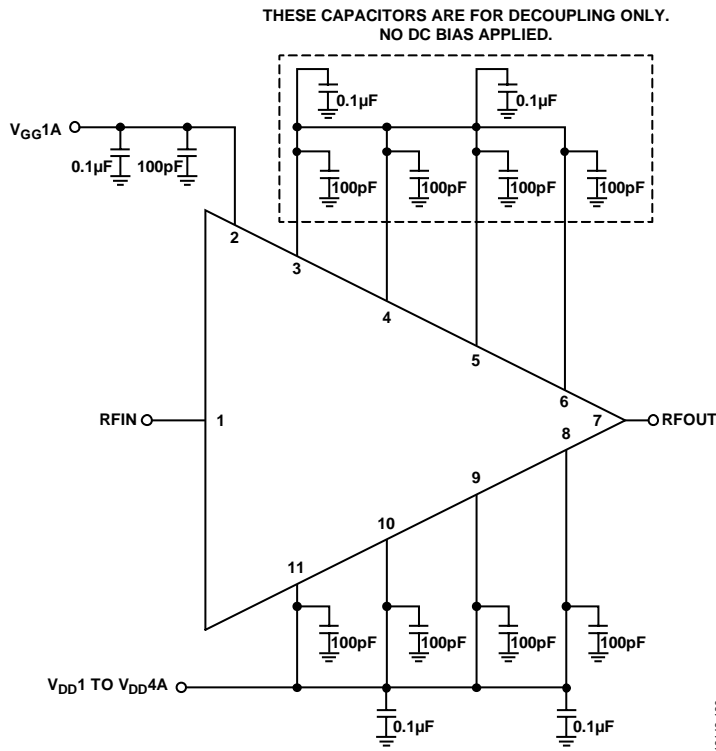 THESE CAPACITORS ARE FOR DECOUPLING ONLY.
NO DC BIAS APPLIED.
0.1µF
0.1µF
VGG1A
0.1µF
100pF
100pF
100pF
100pF
100pF
2
3
4
5
6
RFIN
1
7
RFOUT
8
9
10
11
100pF
100pF
100pF
100pF
VDD1 TO VDD4A
0.1µF
0.1µF